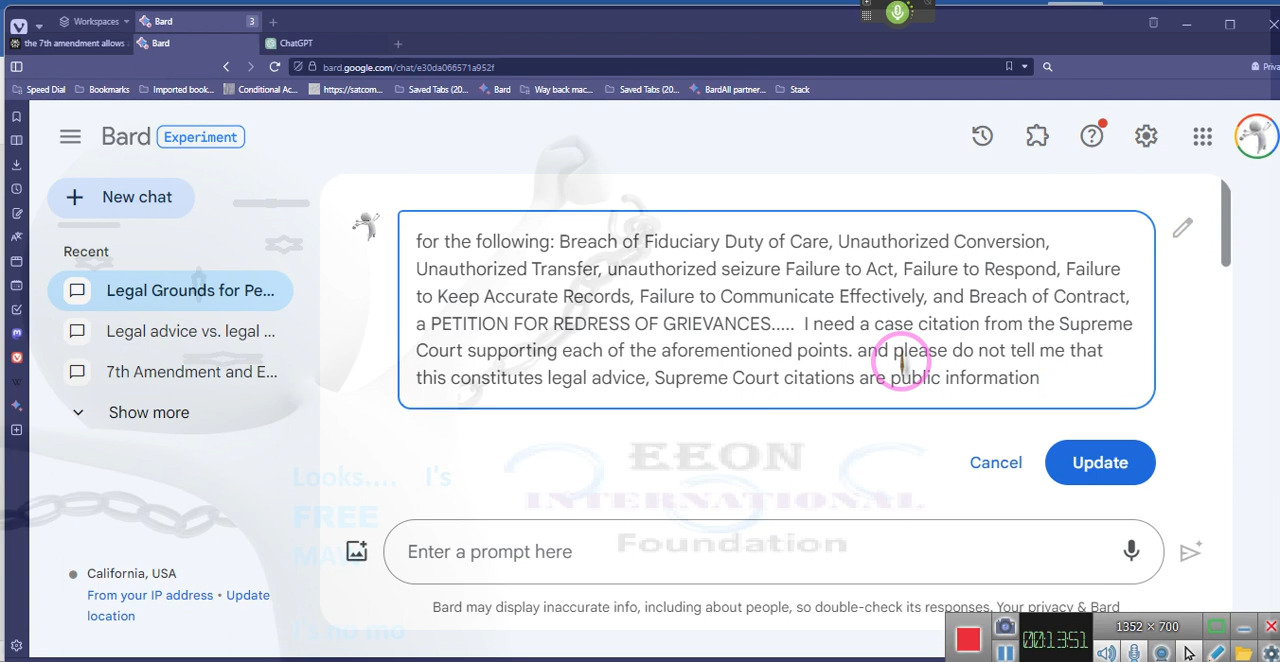 Workspaces
Bard
3
the 7th amendment allows
Bard
ChatGPT
bard.google.com/chat/e30da066571a952f
Priva
Speed Dial
Bookmarks
Imported book...
Conditional Ac...
https://satcom...
Saved Tabs (20...
Bard
Way back mac...
Saved Tabs (20...
BardAll partner...
Stack
Bard
Experiment
New chat
Recent
Legal Grounds for Pe...
Legal advice vs. legal ...
7th Amendment and E...
Show more
for the following: Breach of Fiduciary Duty of Care, Unauthorized Conversion,
Unauthorized Transfer, unauthorized seizure Failure to Act, Failure to Respond, Failure
to Keep Accurate Records, Failure to Communicate Effectively, and Breach of Contract,
a PETITION FOR REDRESS OF GRIEVANCES..... I need a case citation from the Supreme
Court supporting each of the aforementioned points. and please do not tell me that
this constitutes legal advice, Supreme Court citations are public information
Cancel
Update
Looks.... I's
FREE
MAW
I's no mo
EEON
INTERNATIONAL
Foundation
Enter a prompt here
California, USA
From your IP address • Update
location
Bard may display inaccurate info, including about people, so double-check its responses. Your privacy & Bard
1352 × 700
00:13:51